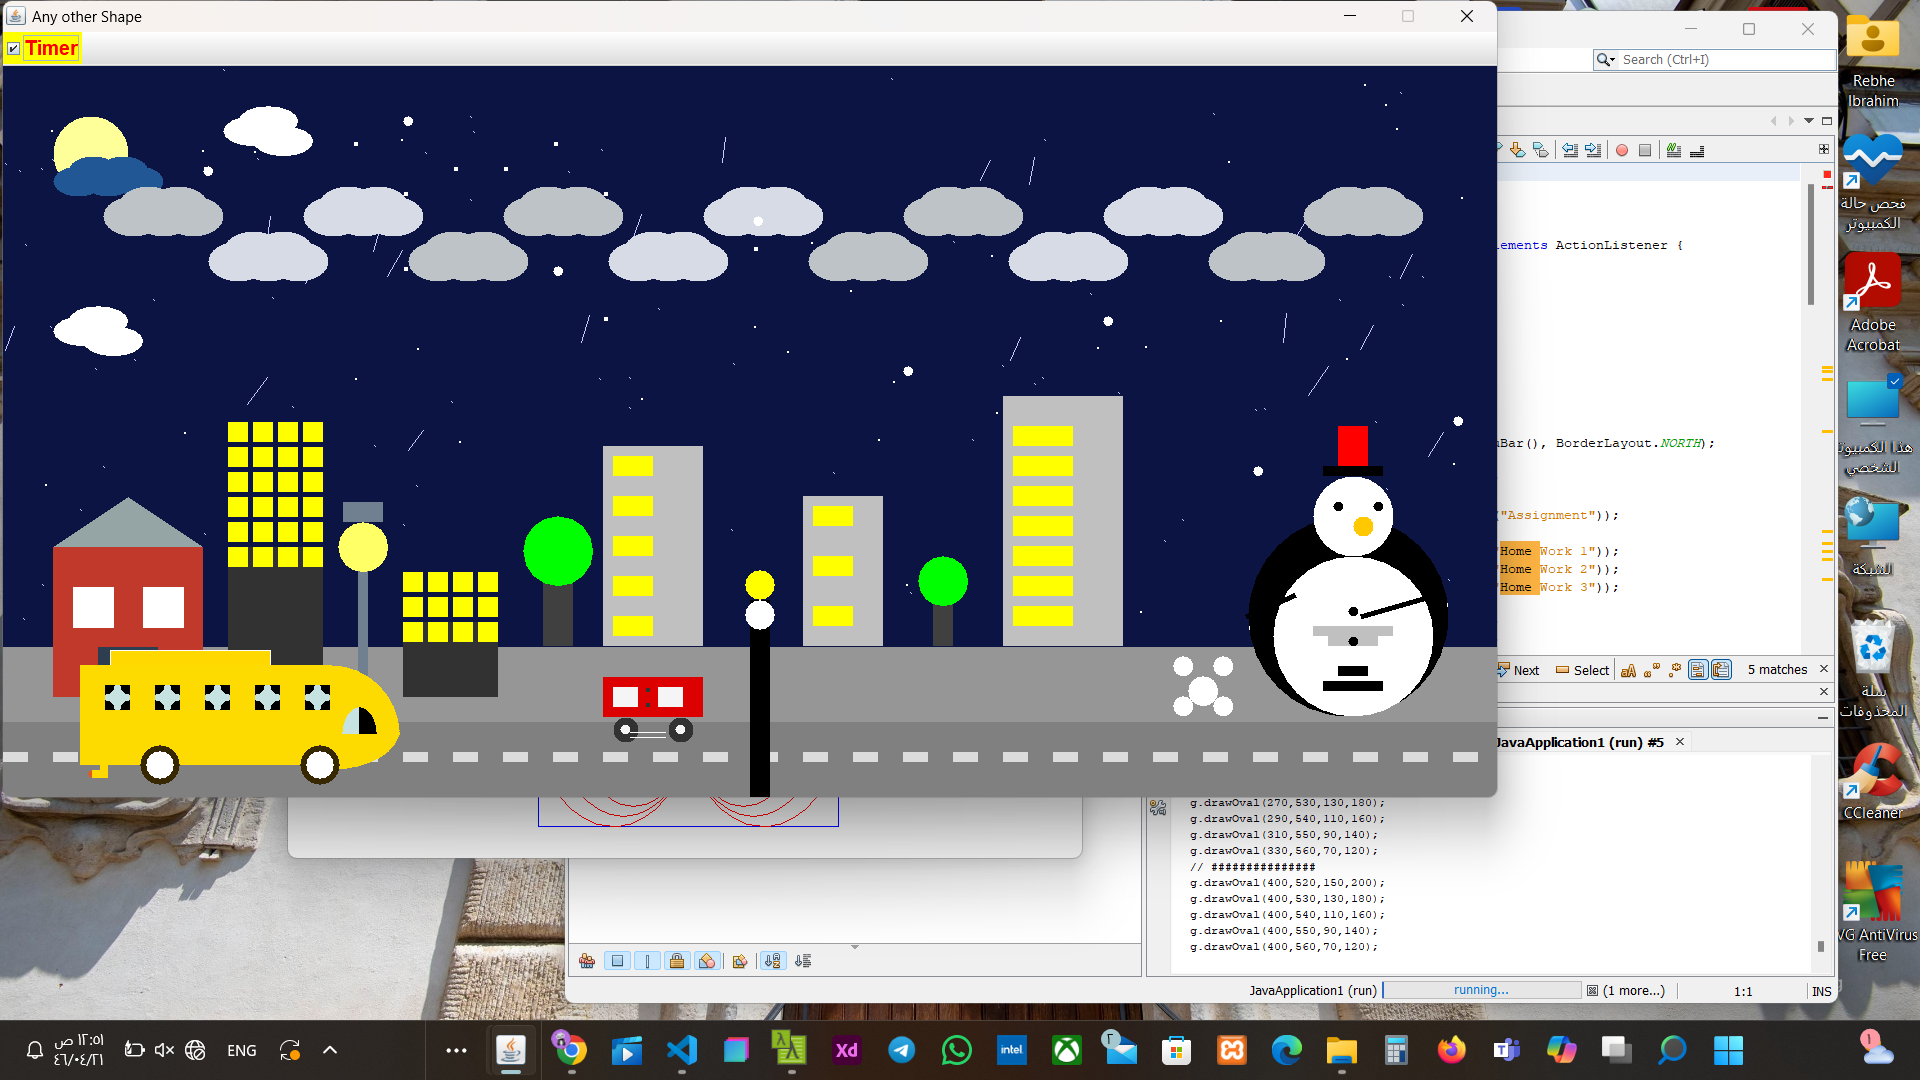 Any other Shape
Timer
Search (Ctrl+I)
lements ActionListener {
Bar(), BorderLayout.NORTH);
("Assignment"));
"Home Work 1"));
"Home Work 2"));
"Home Work 3"));
Next
Select
5 matches
JavaApplication1 (run) #5
g.drawOval(270,530,130,180);
g.drawOval(290,540,110,160);
g.drawOval(310,550,90,140);
g.drawOval(330,560,70,120);
// ###############
g.drawOval(400,520,150,200);
g.drawOval(400,530,130,180);
g.drawOval(400,540,110,160);
g.drawOval(400,550,90,140);
g.drawOval(400,560,70,120);
JavaApplication1 (run)
running...
(1 more...)
1:1
INS
Rebhe
Ibrahim
فحص حالة
الكمبيوتر
Adobe
Acrobat
هذا الكمبيوتر
الشخصي
الشبكة
سلة
المحذوفات
CCleaner
VG AntiVirus
Free
١٢:٥١ ص
٤٦/٠٤/٢١
ENG
Xd
intel